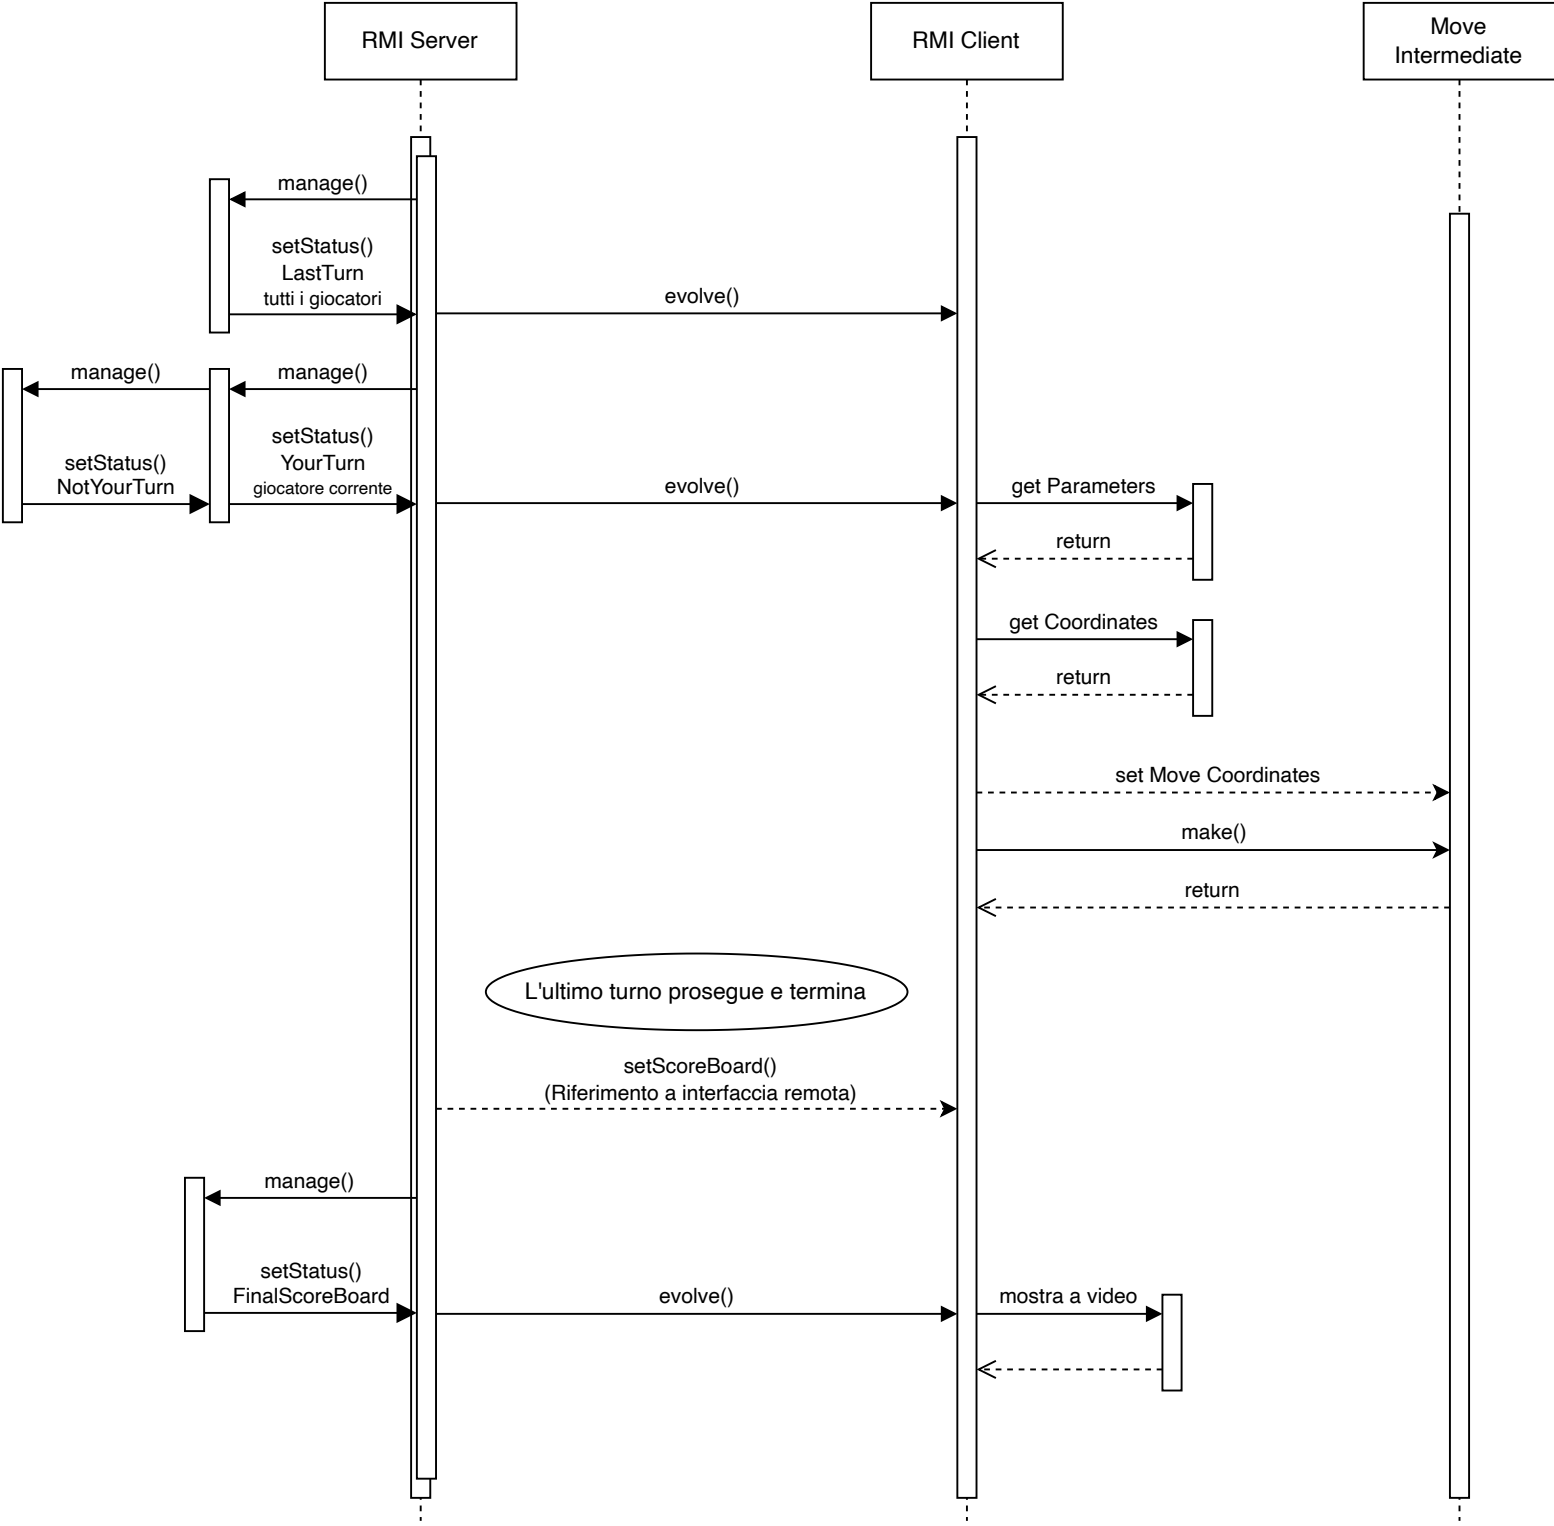 RMI Server
RMI Client
Move
Intermediate
manage()
setStatus()
LastTurn
tutti i giocatori
evolve()
manage()
manage()
setStatus()
NotYourTurn
setStatus()
YourTurn
giocatore corrente
evolve()
get Parameters
return
get Coordinates
return
set Move Coordinates
make()
return
L'ultimo turno prosegue e termina
setScoreBoard()
(Riferimento a interfaccia remota)
manage()
setStatus()
FinalScoreBoard
evolve()
mostra a video